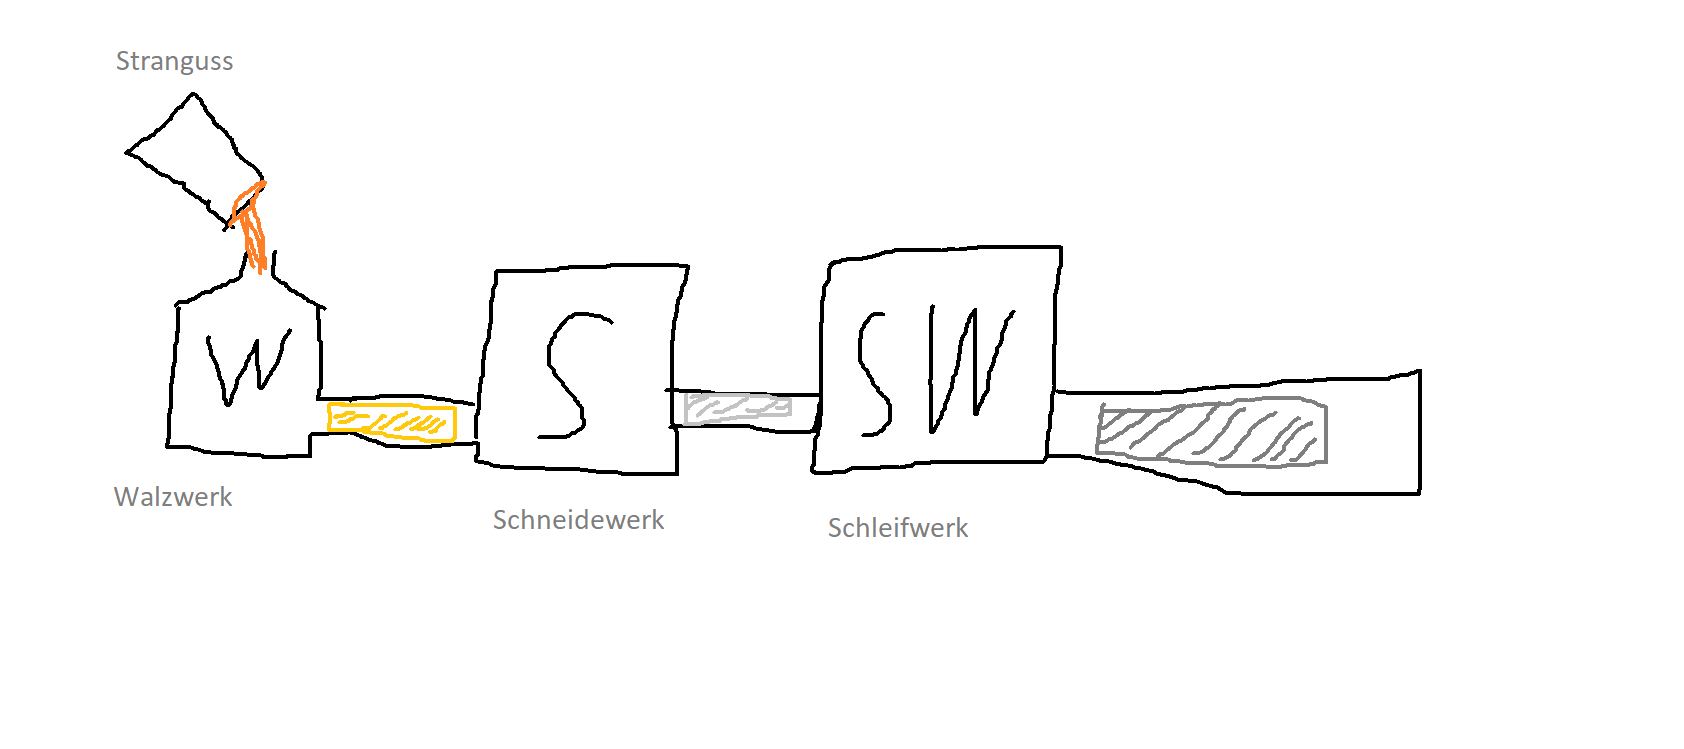 Stranguss
W
S
SW
Walzwerk
Schneidewerk
Schleifwerk